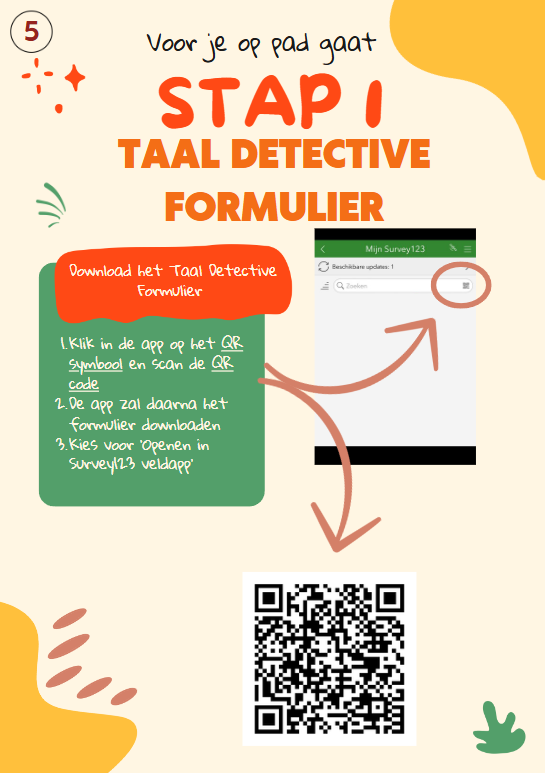 5
Voor je op pad gaat
STAP 1
TAAL DETECTIVE
FORMULIER
Download het Taal Detective
Formulier
1.Klik in de app op het QR
symbool en scan de QR
code
2.De app zal daarna het
formulier downloaden
3.Kies voor 'Openen in
Survey123 veldapp'
Mijn Survey123
Beschikbare updates: 1
Zoeken